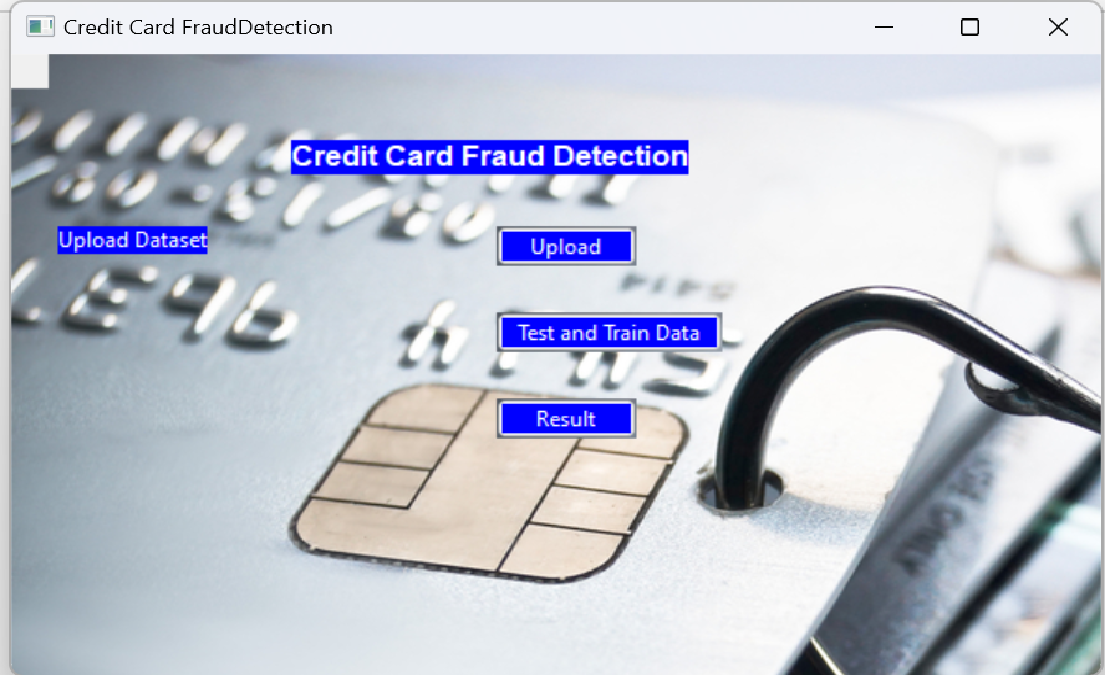 Credit Card FraudDetection
Credit Card Fraud Detection
Upload Dataset
Upload
Test and Train Data
Result